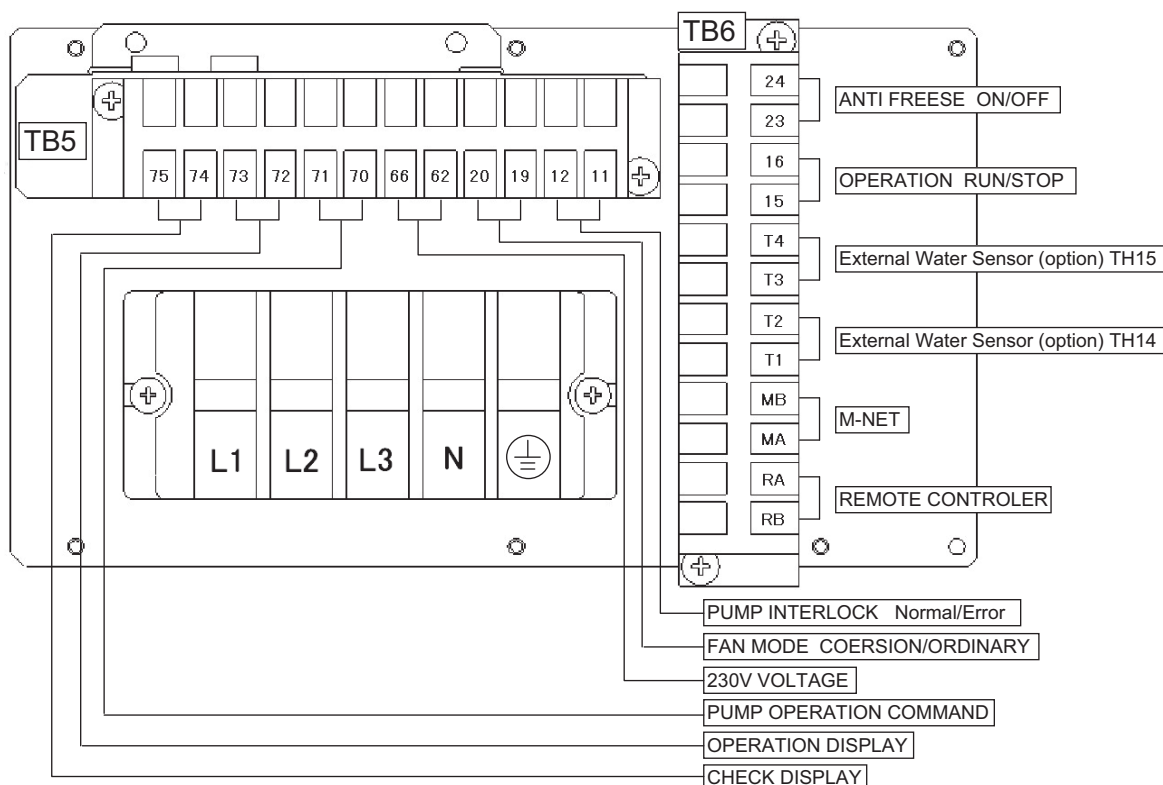 TB6
24
ANTI FREESE ON/OFF
23
TB5
16
OPERATION RUN/STOP
15
75 74 73 72 71 70 66 62 20 19 12 11
T4
External Water Sensor (option) TH15
T3
T2
External Water Sensor (option) TH14
T1
MB
M-NET
MA
L1 L2 L3 N
RA
REMOTE CONTROLER
RB
PUMP INTERLOCK Normal/Error
FAN MODE COERSION/ORDINARY
230V VOLTAGE
PUMP OPERATION COMMAND
OPERATION DISPLAY
CHECK DISPLAY